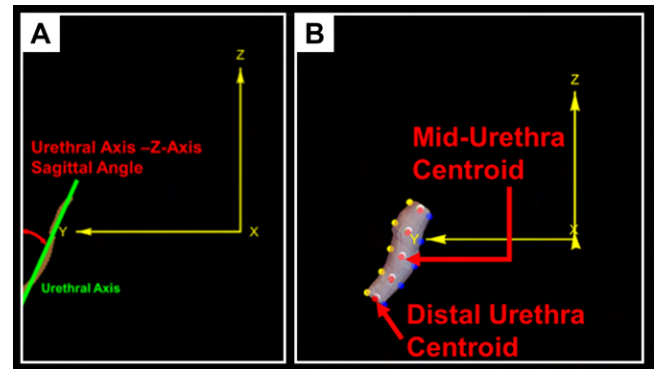 A
Z
Urethral Axis –Z-Axis
Sagittal Angle
Y
X
Urethral Axis
B
Z
Mid-Urethra
Centroid
Y
X
Distal Urethra
Centroid